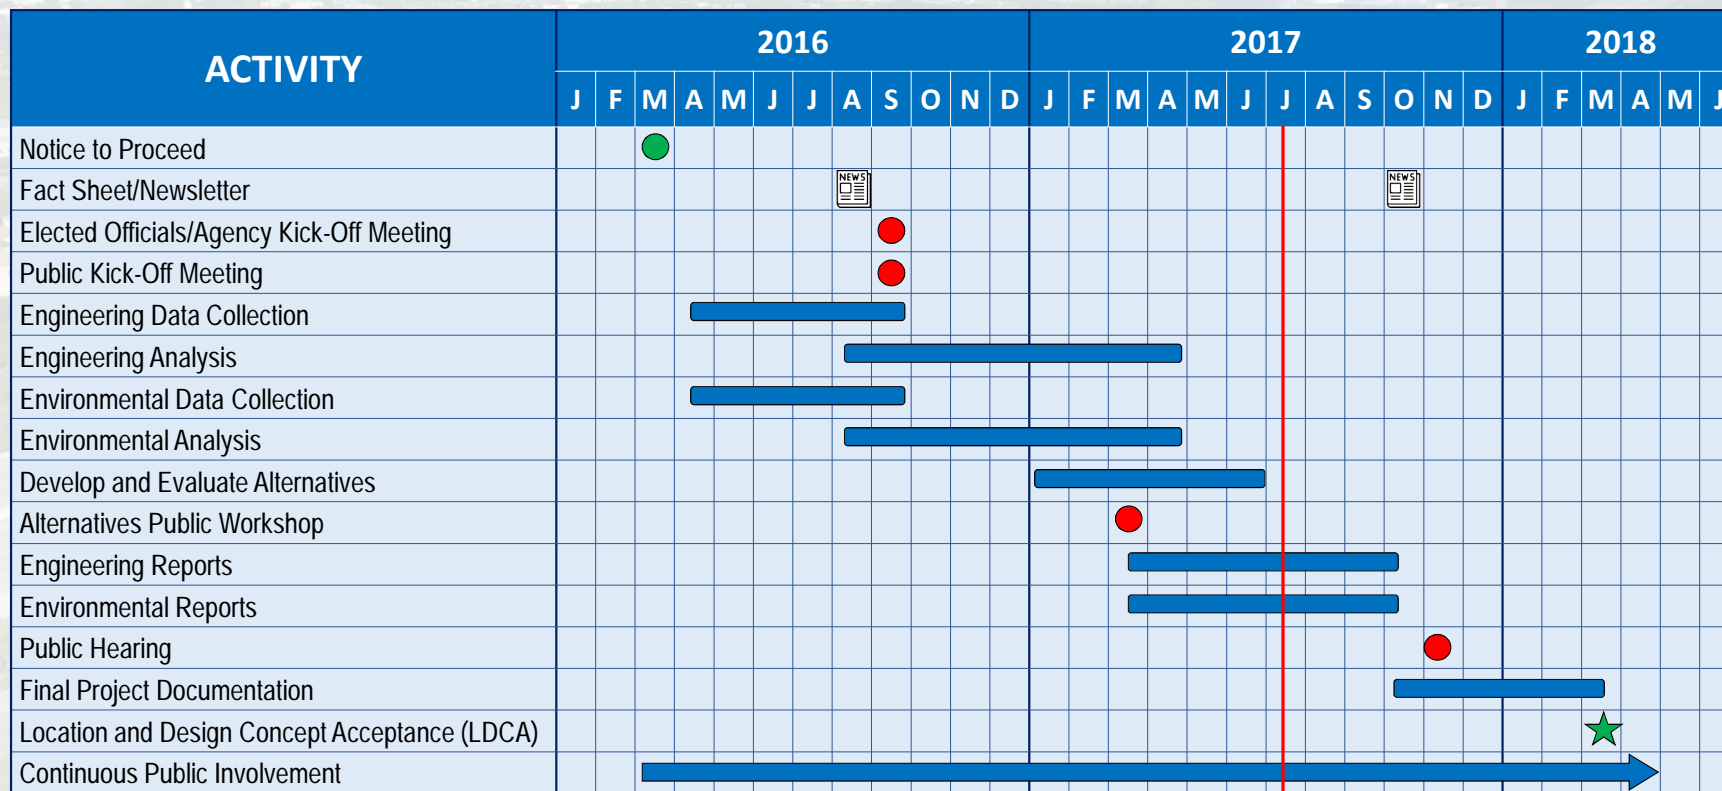 ACTIVITY
2016 2017 2018
J F M A M J J A S O N D J F M A M J J A S O N D J F M A M J
Notice to Proceed
Fact Sheet/Newsletter
NEWS NEWS
Elected Officials/Agency Kick-Off Meeting
Public Kick-Off Meeting
Engineering Data Collection
Engineering Analysis
Environmental Data Collection
Environmental Analysis
Develop and Evaluate Alternatives
Alternatives Public Workshop
Engineering Reports
Environmental Reports
Public Hearing
Final Project Documentation
Location and Design Concept Acceptance (LDCA)
Continuous Public Involvement